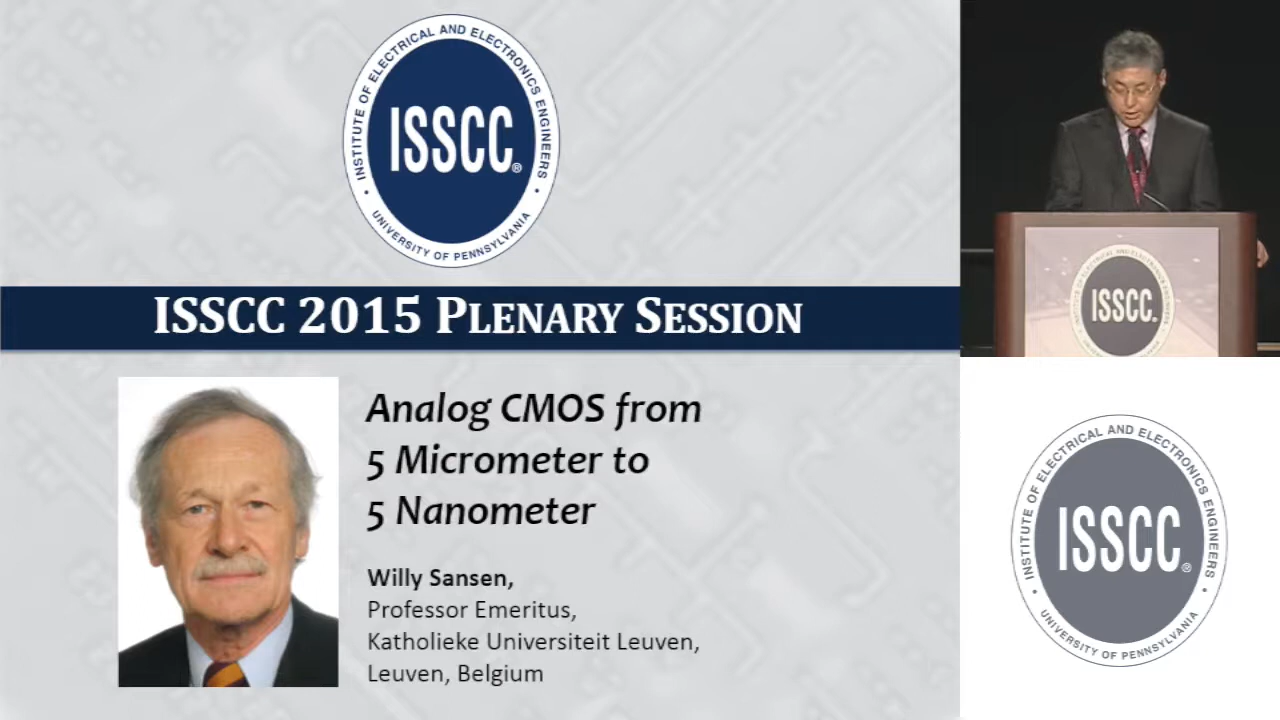 INSTITUTE OF ELECTRICAL AND ELECTRONICS ENGINEERS
ISSCC®
UNIVERSITY OF PENNSYLVANIA
ISSCC 2015 PLENARY SESSION
Analog CMOS from
5 Micrometer to
5 Nanometer
Willy Sansen,
Professor Emeritus,
Katholieke Universiteit Leuven,
Leuven, Belgium
ISSCC.
INSTITUTE OF ELECTRICAL AND ELECTRONICS ENGINEERS
ISSCC®
UNIVERSITY OF PENNSYLVANIA